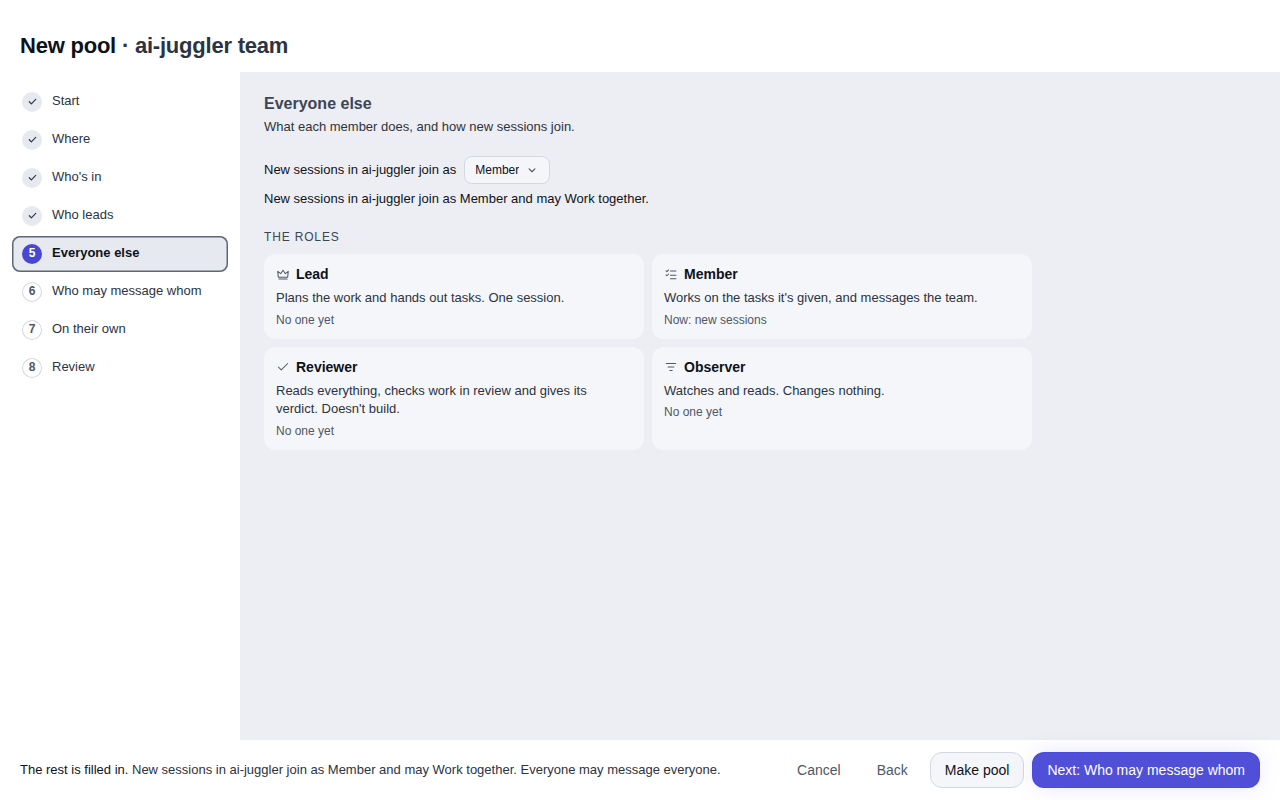 New pool · ai-juggler team
Start
Where
Who's in
Who leads
5 Everyone else
6 Who may message whom
7 On their own
8 Review
Everyone else
What each member does, and how new sessions join.
New sessions in ai-juggler join as Member
New sessions in ai-juggler join as Member and may Work together.
THE ROLES
Lead
Plans the work and hands out tasks. One session.
No one yet
Member
Works on the tasks it's given, and messages the team.
Now: new sessions
Reviewer
Reads everything, checks work in review and gives its
verdict. Doesn't build.
No one yet
Observer
Watches and reads. Changes nothing.
No one yet
The rest is filled in. New sessions in ai-juggler join as Member and may Work together. Everyone may message everyone.
Cancel
Back
Make pool
Next: Who may message whom